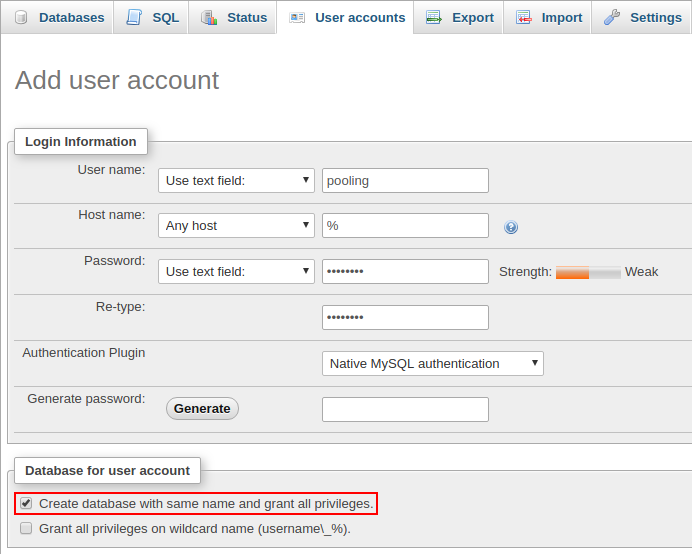 Databases SQL Status User accounts Export Import Settings
Add user account
Login Information
User name: Use text field: pooling
Host name: Any host %
Password: Use text field: •••••••• Strength: Weak
Re-type: ••••••••
Authentication Plugin Native MySQL authentication
Generate password: Generate
Database for user account
Create database with same name and grant all privileges.
Grant all privileges on wildcard name (username\_%).